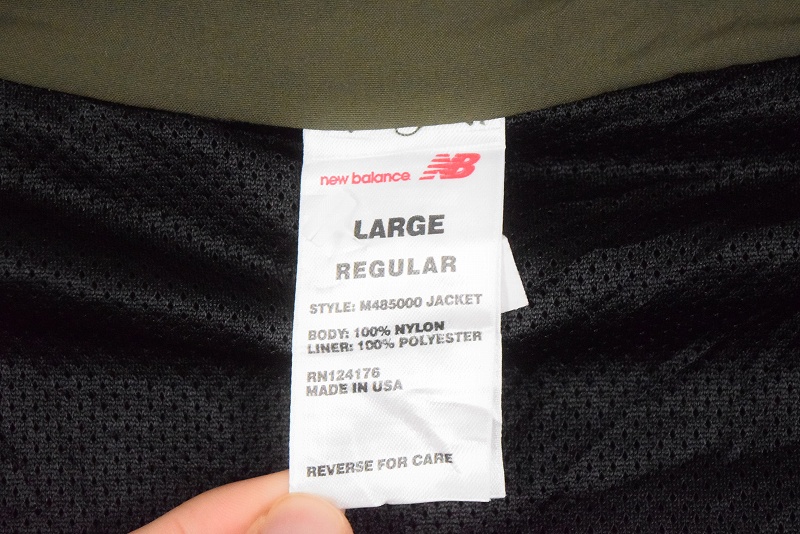 new balance NB
LARGE
REGULAR
STYLE: M485000 JACKET
BODY: 100% NYLON
LINER: 100% POLYESTER
RN124176
MADE IN USA
REVERSE FOR CARE